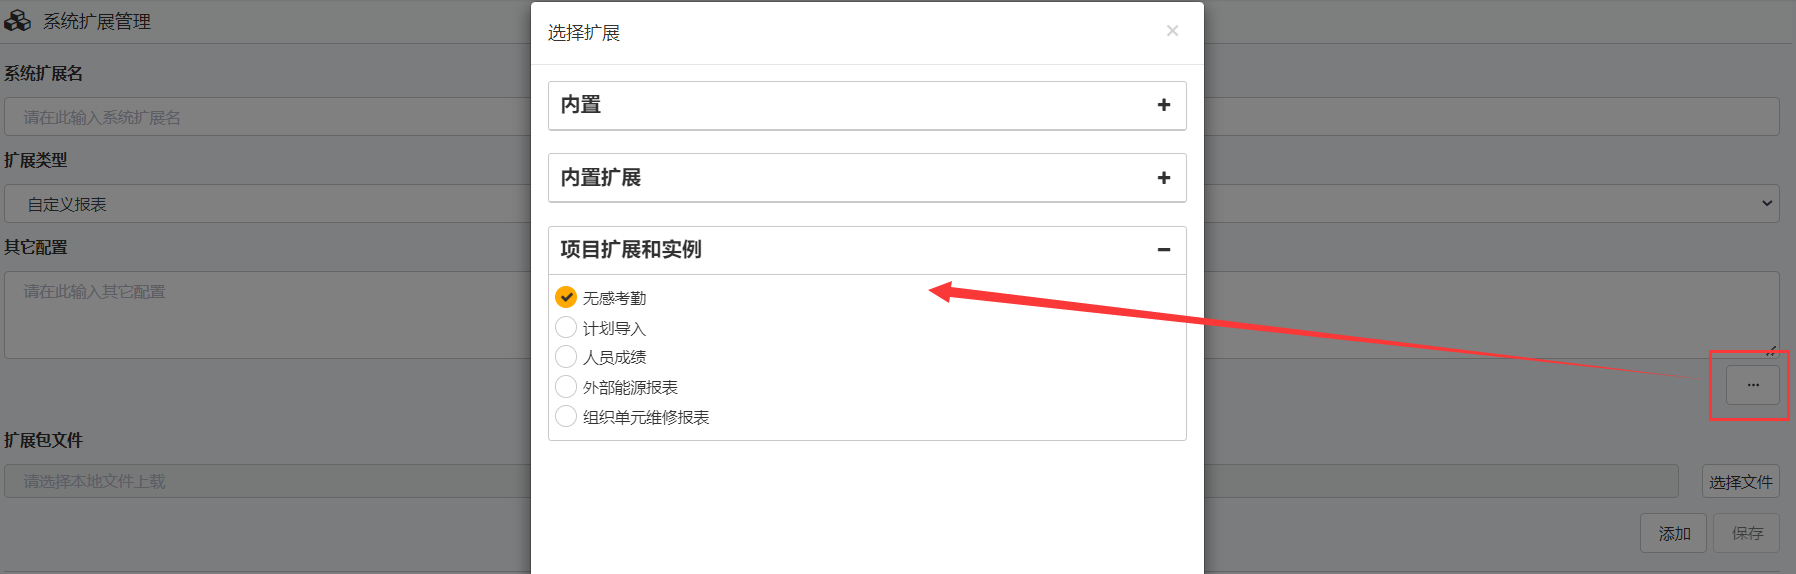 系统扩展管理
系统扩展名
请在此输入系统扩展名
扩展类型
自定义报表
其它配置
请在此输入其它配置
...
扩展包文件
请选择本地文件上载
选择文件
添加
保存
选择扩展
×
内置
+
内置扩展
+
项目扩展和实例
−
无感考勤
计划导入
人员成绩
外部能源报表
组织单元维修报表